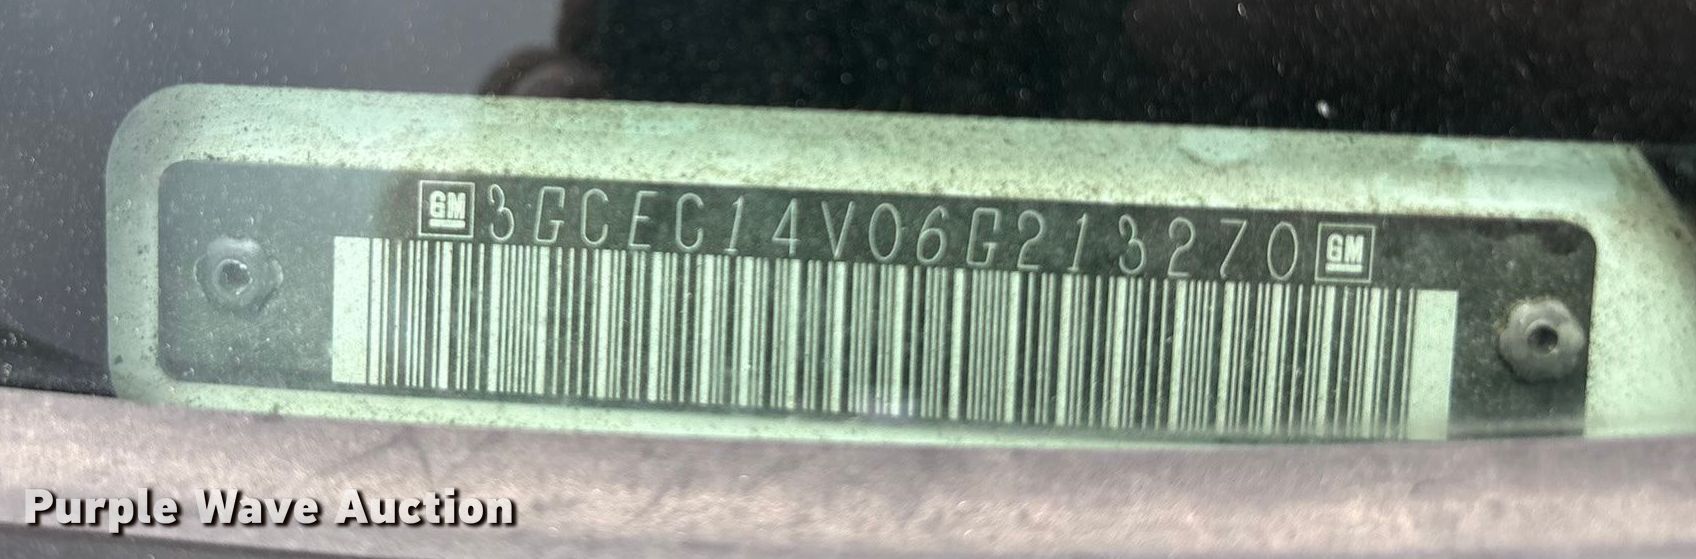 GM 3GCEC14V06G213270 GM
Purple Wave Auction